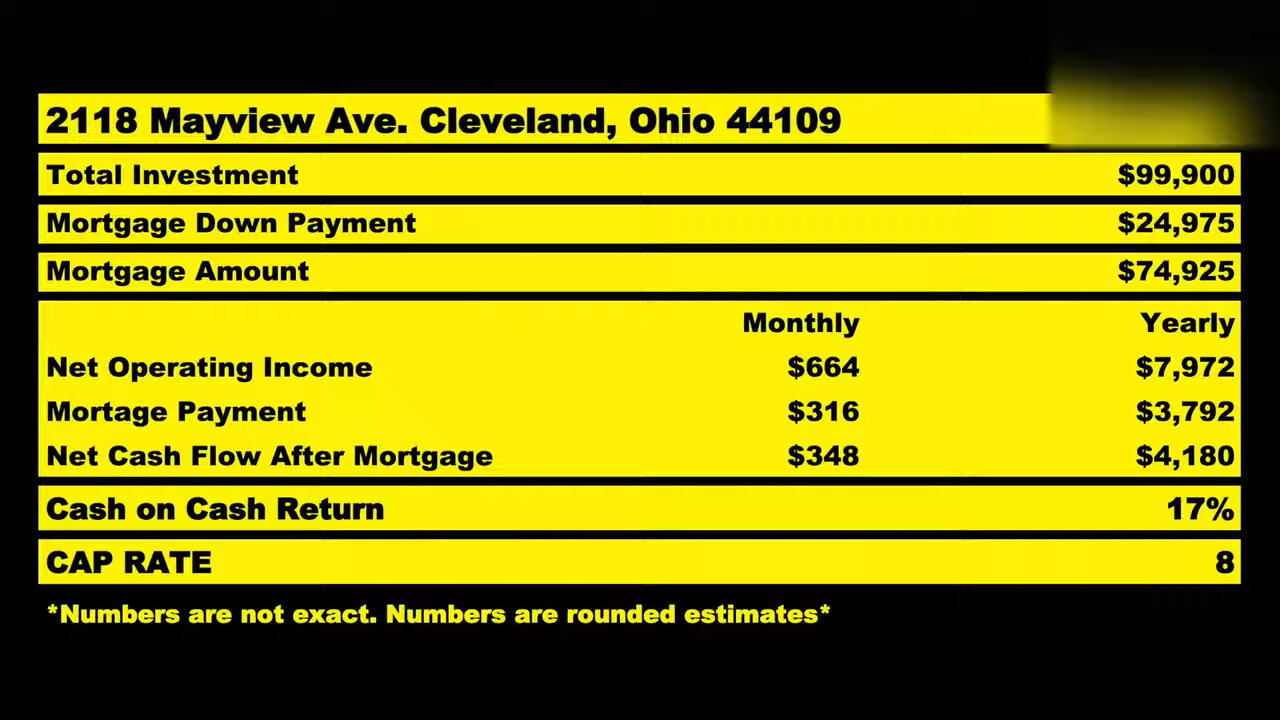 2118 Mayview Ave. Cleveland, Ohio 44109
Total Investment $99,900
Mortgage Down Payment $24,975
Mortgage Amount $74,925
Monthly Yearly
Net Operating Income $664 $7,972
Mortage Payment $316 $3,792
Net Cash Flow After Mortgage $348 $4,180
Cash on Cash Return 17%
CAP RATE 8
*Numbers are not exact. Numbers are rounded estimates*